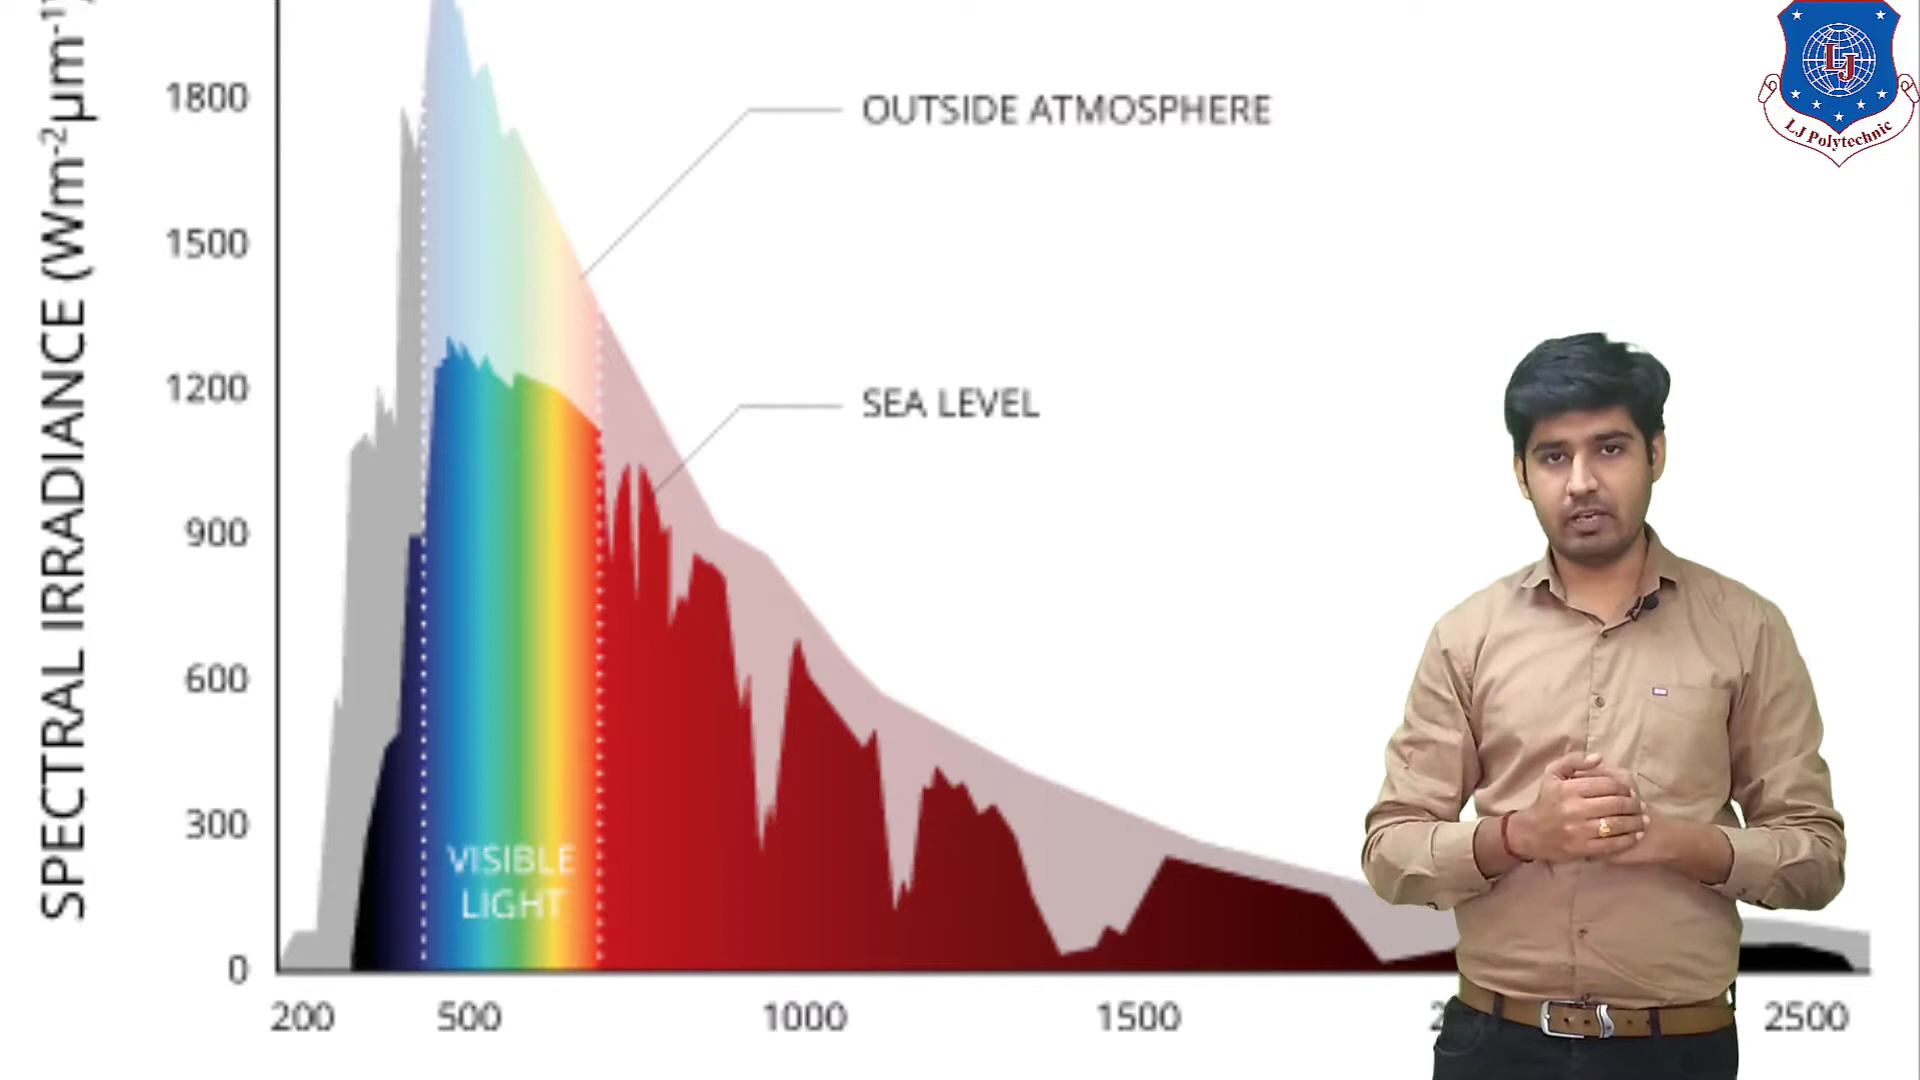 SPECTRAL IRRADIANCE (Wm-2μm-1)
1800
1500
1200
900
600
300
0
OUTSIDE ATMOSPHERE
SEA LEVEL
VISIBLE
LIGHT
200 500 1000 1500 2500
LJ
LJ Polytechnic